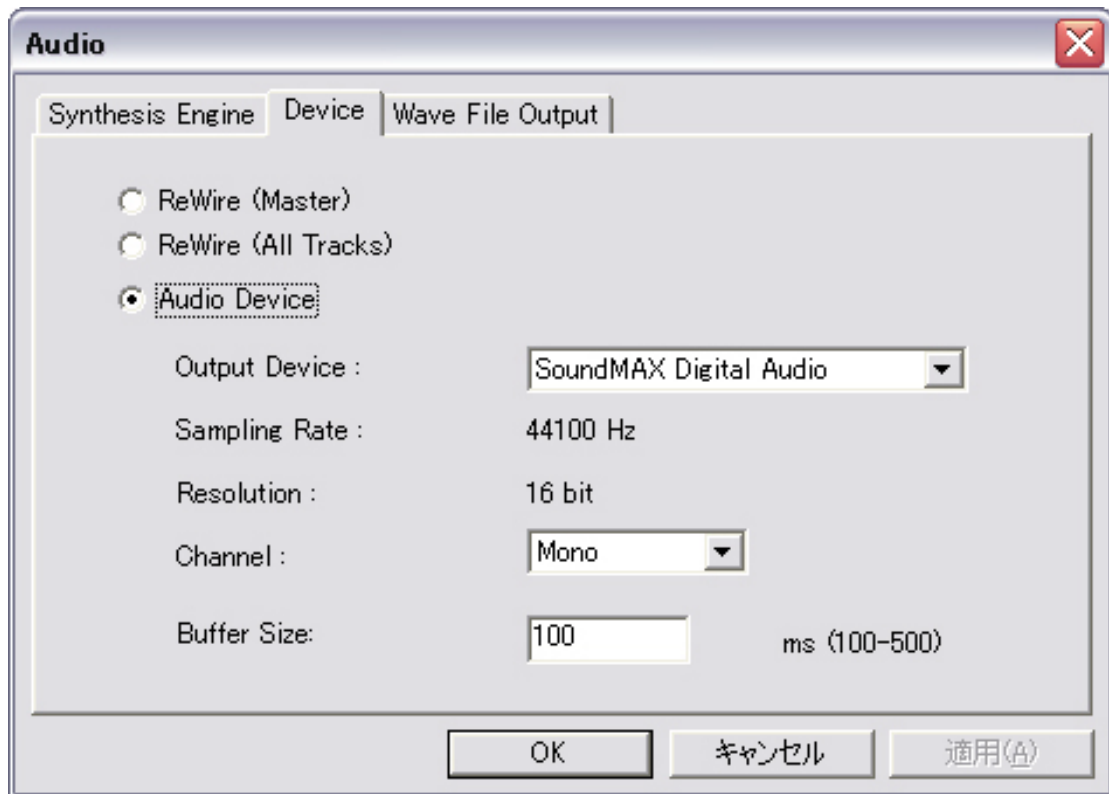 Audio
Synthesis Engine Device Wave File Output
ReWire (Master)
ReWire (All Tracks)
Audio Device
Output Device : SoundMAX Digital Audio
Sampling Rate : 44100 Hz
Resolution : 16 bit
Channel : Mono
Buffer Size: 100 ms (100-500)
OK キャンセル 適用(A)